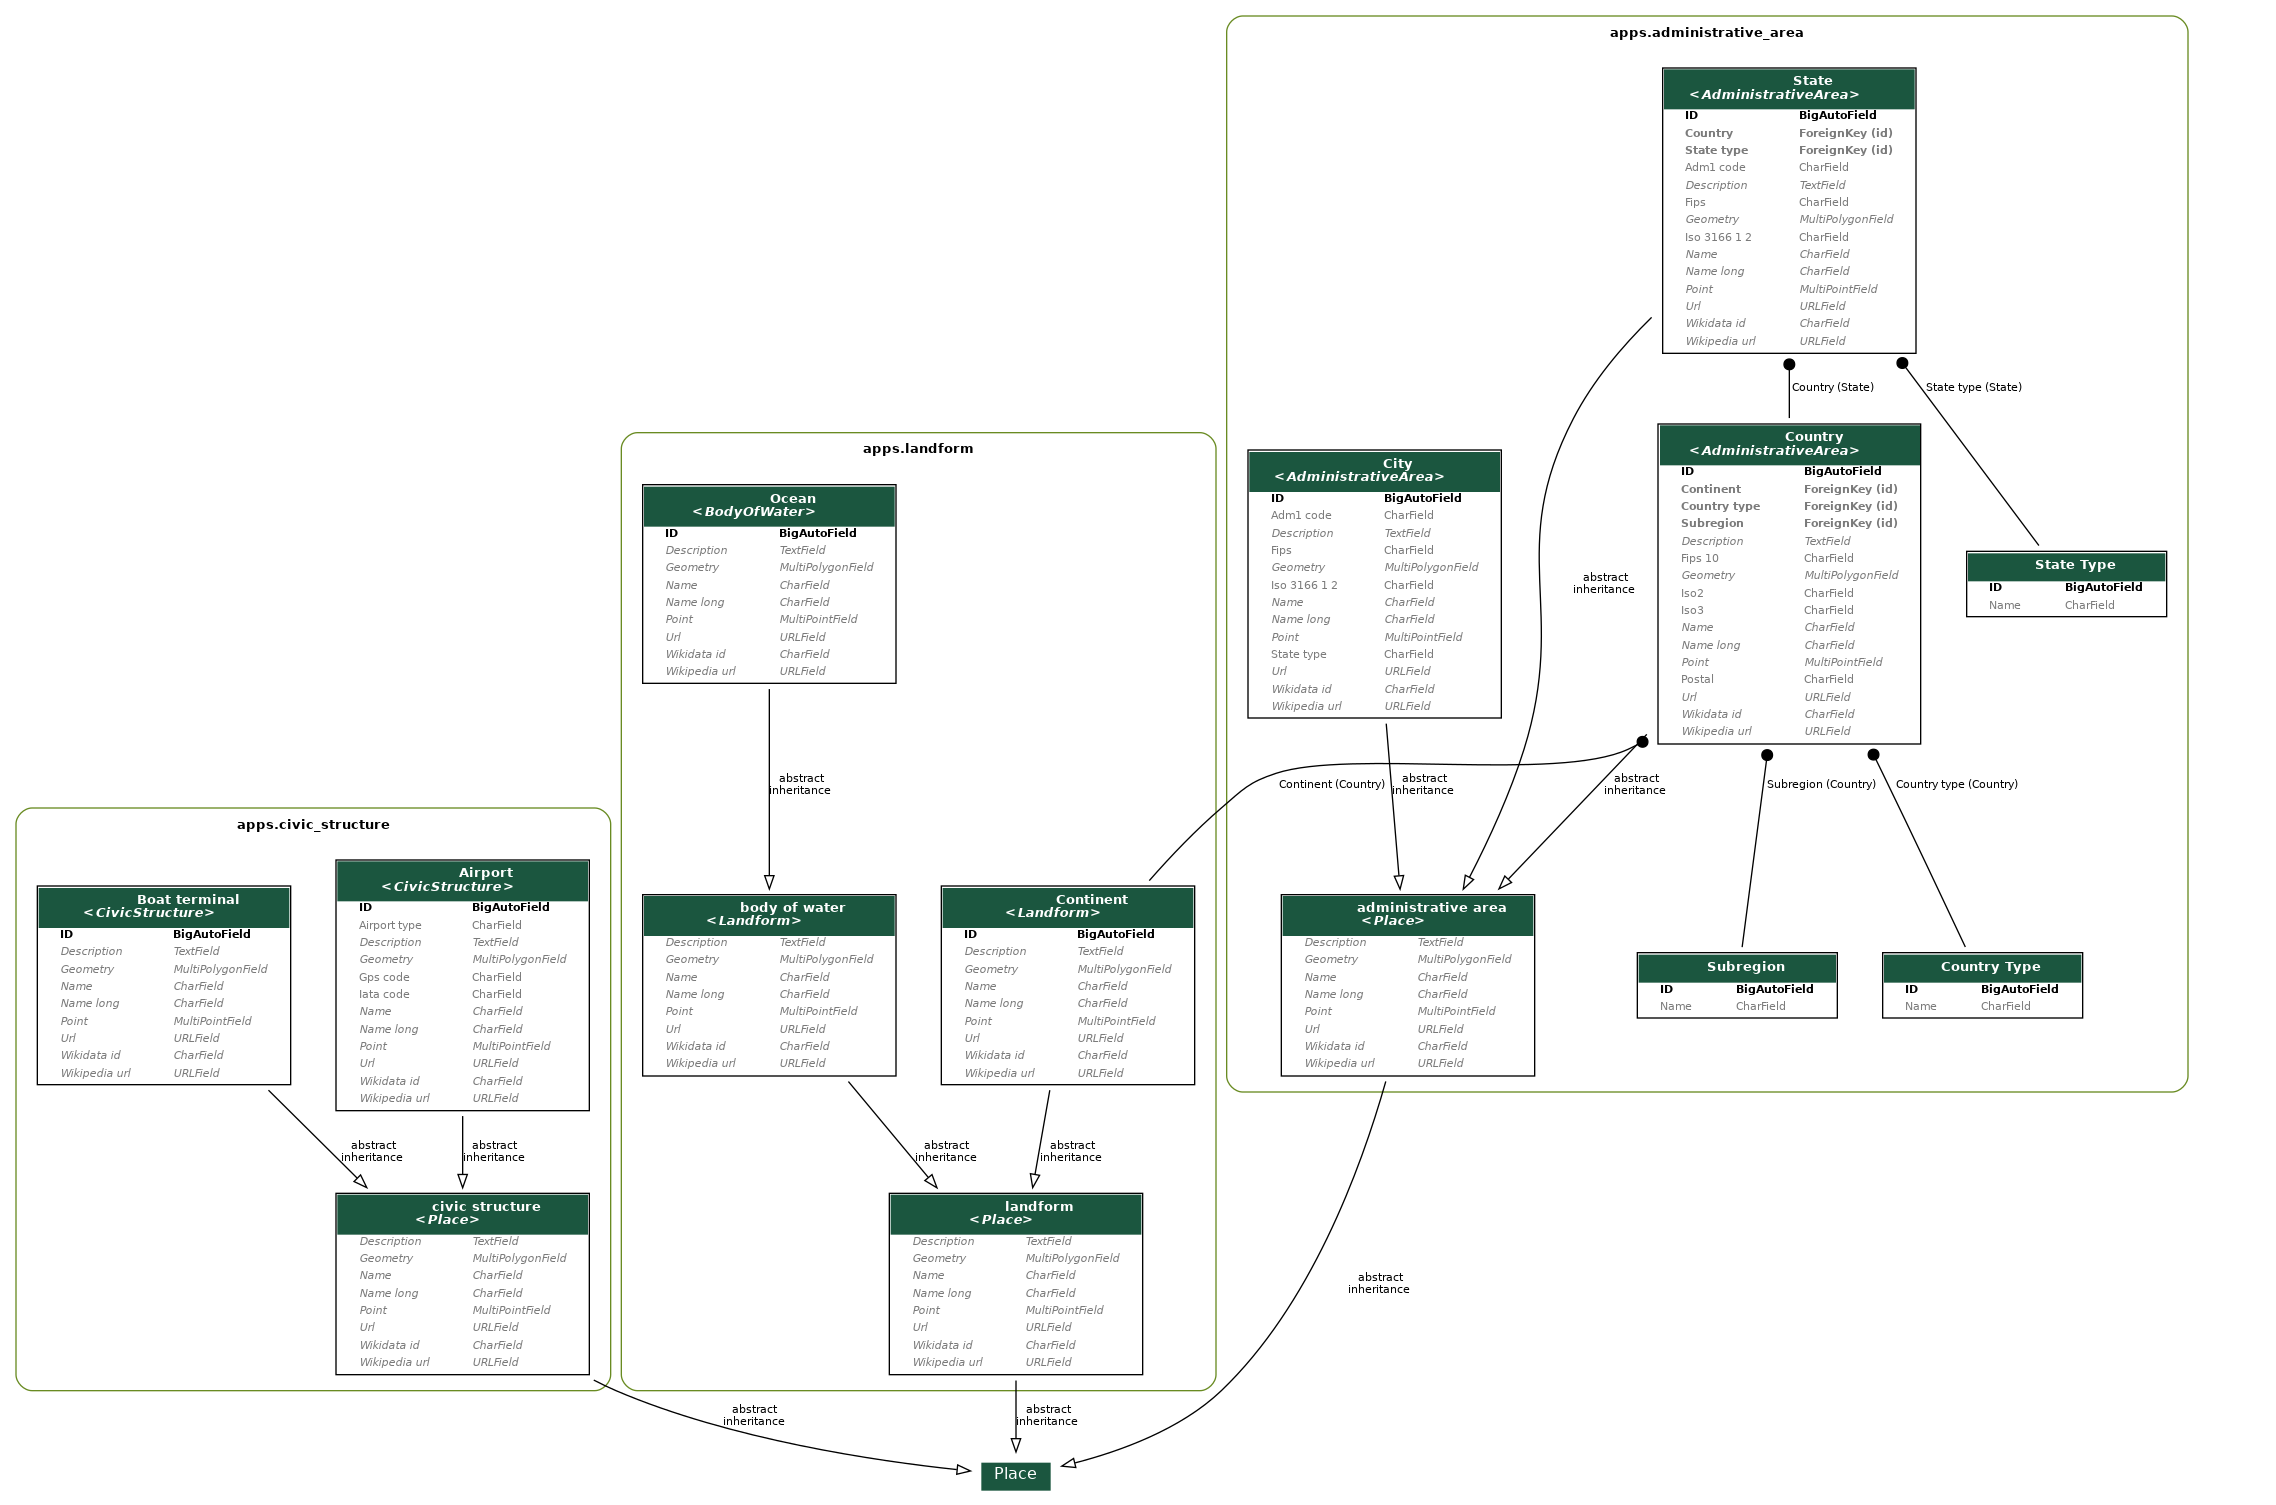 apps.administrative_area
State
<AdministrativeArea>
ID BigAutoField
Country ForeignKey (id)
State type ForeignKey (id)
Adm1 code CharField
Description TextField
Fips CharField
Geometry MultiPolygonField
Iso 3166 1 2 CharField
Name CharField
Name long CharField
Point MultiPointField
Url URLField
Wikidata id CharField
Wikipedia url URLField
Country (State)
State type (State)
Country
<AdministrativeArea>
ID BigAutoField
Continent ForeignKey (id)
Country type ForeignKey (id)
Subregion ForeignKey (id)
Description TextField
Fips 10 CharField
Geometry MultiPolygonField
Iso2 CharField
Iso3 CharField
Name CharField
Name long CharField
Point MultiPointField
Postal CharField
Url URLField
Wikidata id CharField
Wikipedia url URLField
State Type
ID BigAutoField
Name CharField
City
<AdministrativeArea>
ID BigAutoField
Adm1 code CharField
Description TextField
Fips CharField
Geometry MultiPolygonField
Iso 3166 1 2 CharField
Name CharField
Name long CharField
Point MultiPointField
State type CharField
Url URLField
Wikidata id CharField
Wikipedia url URLField
abstract
inheritance
Continent (Country)
abstract
inheritance
abstract
inheritance
Subregion (Country)
Country type (Country)
administrative area
<Place>
Description TextField
Geometry MultiPolygonField
Name CharField
Name long CharField
Point MultiPointField
Url URLField
Wikidata id CharField
Wikipedia url URLField
Subregion
ID BigAutoField
Name CharField
Country Type
ID BigAutoField
Name CharField
apps.landform
Ocean
<BodyOfWater>
ID BigAutoField
Description TextField
Geometry MultiPolygonField
Name CharField
Name long CharField
Point MultiPointField
Url URLField
Wikidata id CharField
Wikipedia url URLField
abstract
inheritance
body of water
<Landform>
Description TextField
Geometry MultiPolygonField
Name CharField
Name long CharField
Point MultiPointField
Url URLField
Wikidata id CharField
Wikipedia url URLField
Continent
<Landform>
ID BigAutoField
Description TextField
Geometry MultiPolygonField
Name CharField
Name long CharField
Point MultiPointField
Url URLField
Wikidata id CharField
Wikipedia url URLField
abstract
inheritance
abstract
inheritance
landform
<Place>
Description TextField
Geometry MultiPolygonField
Name CharField
Name long CharField
Point MultiPointField
Url URLField
Wikidata id CharField
Wikipedia url URLField
apps.civic_structure
Boat terminal
<CivicStructure>
ID BigAutoField
Description TextField
Geometry MultiPolygonField
Name CharField
Name long CharField
Point MultiPointField
Url URLField
Wikidata id CharField
Wikipedia url URLField
Airport
<CivicStructure>
ID BigAutoField
Airport type CharField
Description TextField
Geometry MultiPolygonField
Gps code CharField
Iata code CharField
Name CharField
Name long CharField
Point MultiPointField
Url URLField
Wikidata id CharField
Wikipedia url URLField
abstract
inheritance
abstract
inheritance
civic structure
<Place>
Description TextField
Geometry MultiPolygonField
Name CharField
Name long CharField
Point MultiPointField
Url URLField
Wikidata id CharField
Wikipedia url URLField
abstract
inheritance
abstract
inheritance
abstract
inheritance
Place